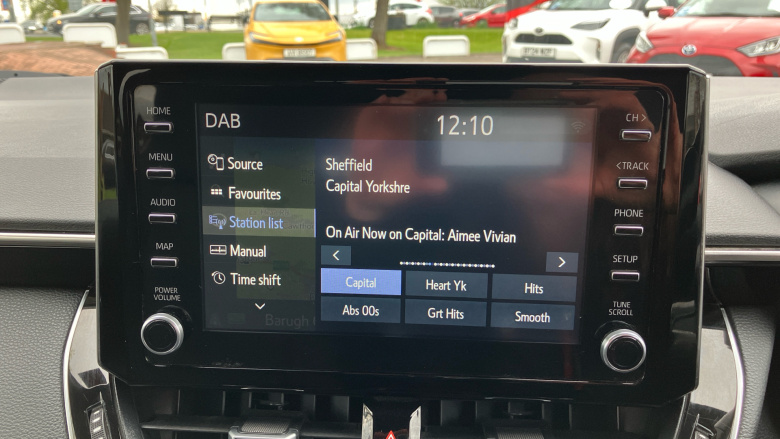 HOME
MENU
AUDIO
MAP
POWER
VOLUME
DAB
12:10
Source
Favourites
Station list
Manual
Time shift
Sheffield
Capital Yorkshre
On Air Now on Capital: Aimee Vivian
<
>
Capital
Heart Yk
Hits
Abs 00s
Grt Hits
Smooth
Barugh
CH >
< TRACK
PHONE
SETUP
TUNE
SCROLL